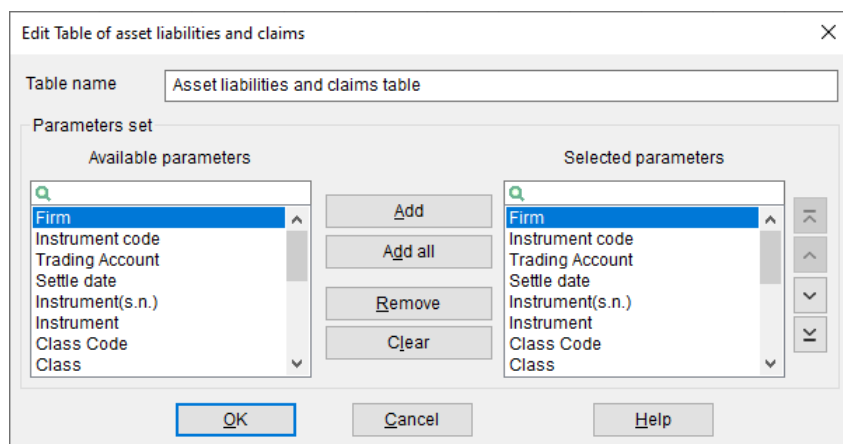 Edit Table of asset liabilities and claims
Table name
Asset liabilities and claims table
Parameters set
Available parameters
Selected parameters
Firm
Instrument code
Trading Account
Settle date
Instrument(s.n.)
Instrument
Class Code
Class
Add
Add all
Remove
Clear
Firm
Instrument code
Trading Account
Settle date
Instrument(s.n.)
Instrument
Class Code
Class
OK
Cancel
Help